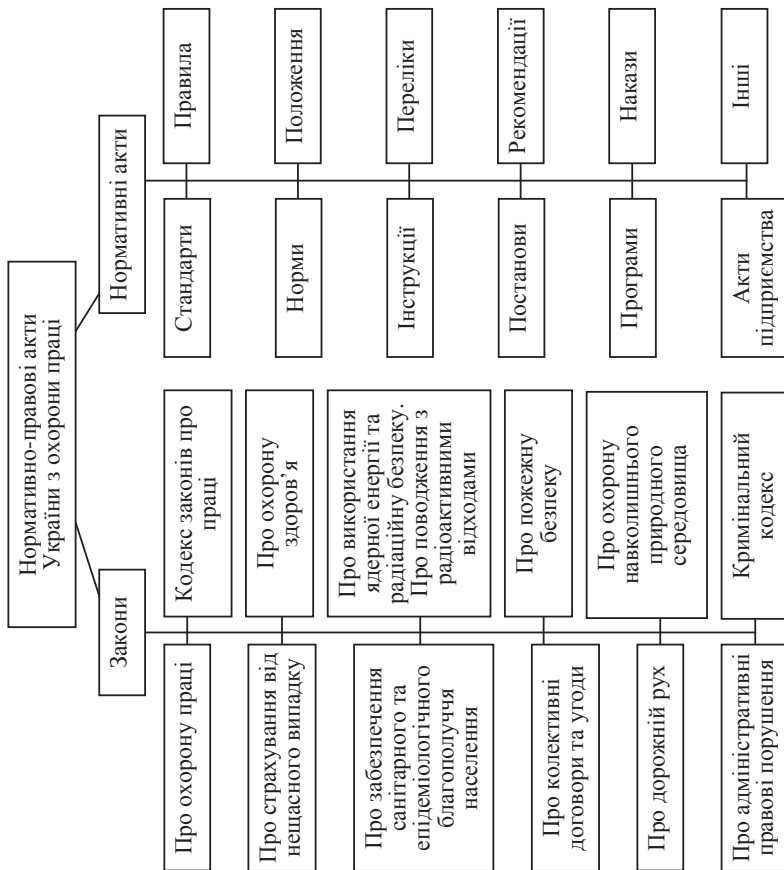 Нормативно-правові акти
України з охорони праці
Закони
Нормативні акти
Про охорону праці
Кодекс законів про
праці
Стандарти
Правила
Про страхування від
нещасного випадку
Про охорону
здоров’я
Норми
Положення
Про забезпечення
санітарного та
епідеміологічного
благополуччя
населення
Про використання
ядерної енергії та
радіаційну безпеку.
Про поводження з
радіоактивними
відходами
Інструкції
Переліки
Про колективні
договори та угоди
Про пожежну
безпеку
Постанови
Рекомендації
Про дорожній рух
Про охорону
навколишнього
природного
середовища
Програми
Накази
Про адміністративні
правові порушення
Кримінальний
кодекс
Акти
підприємства
Інші